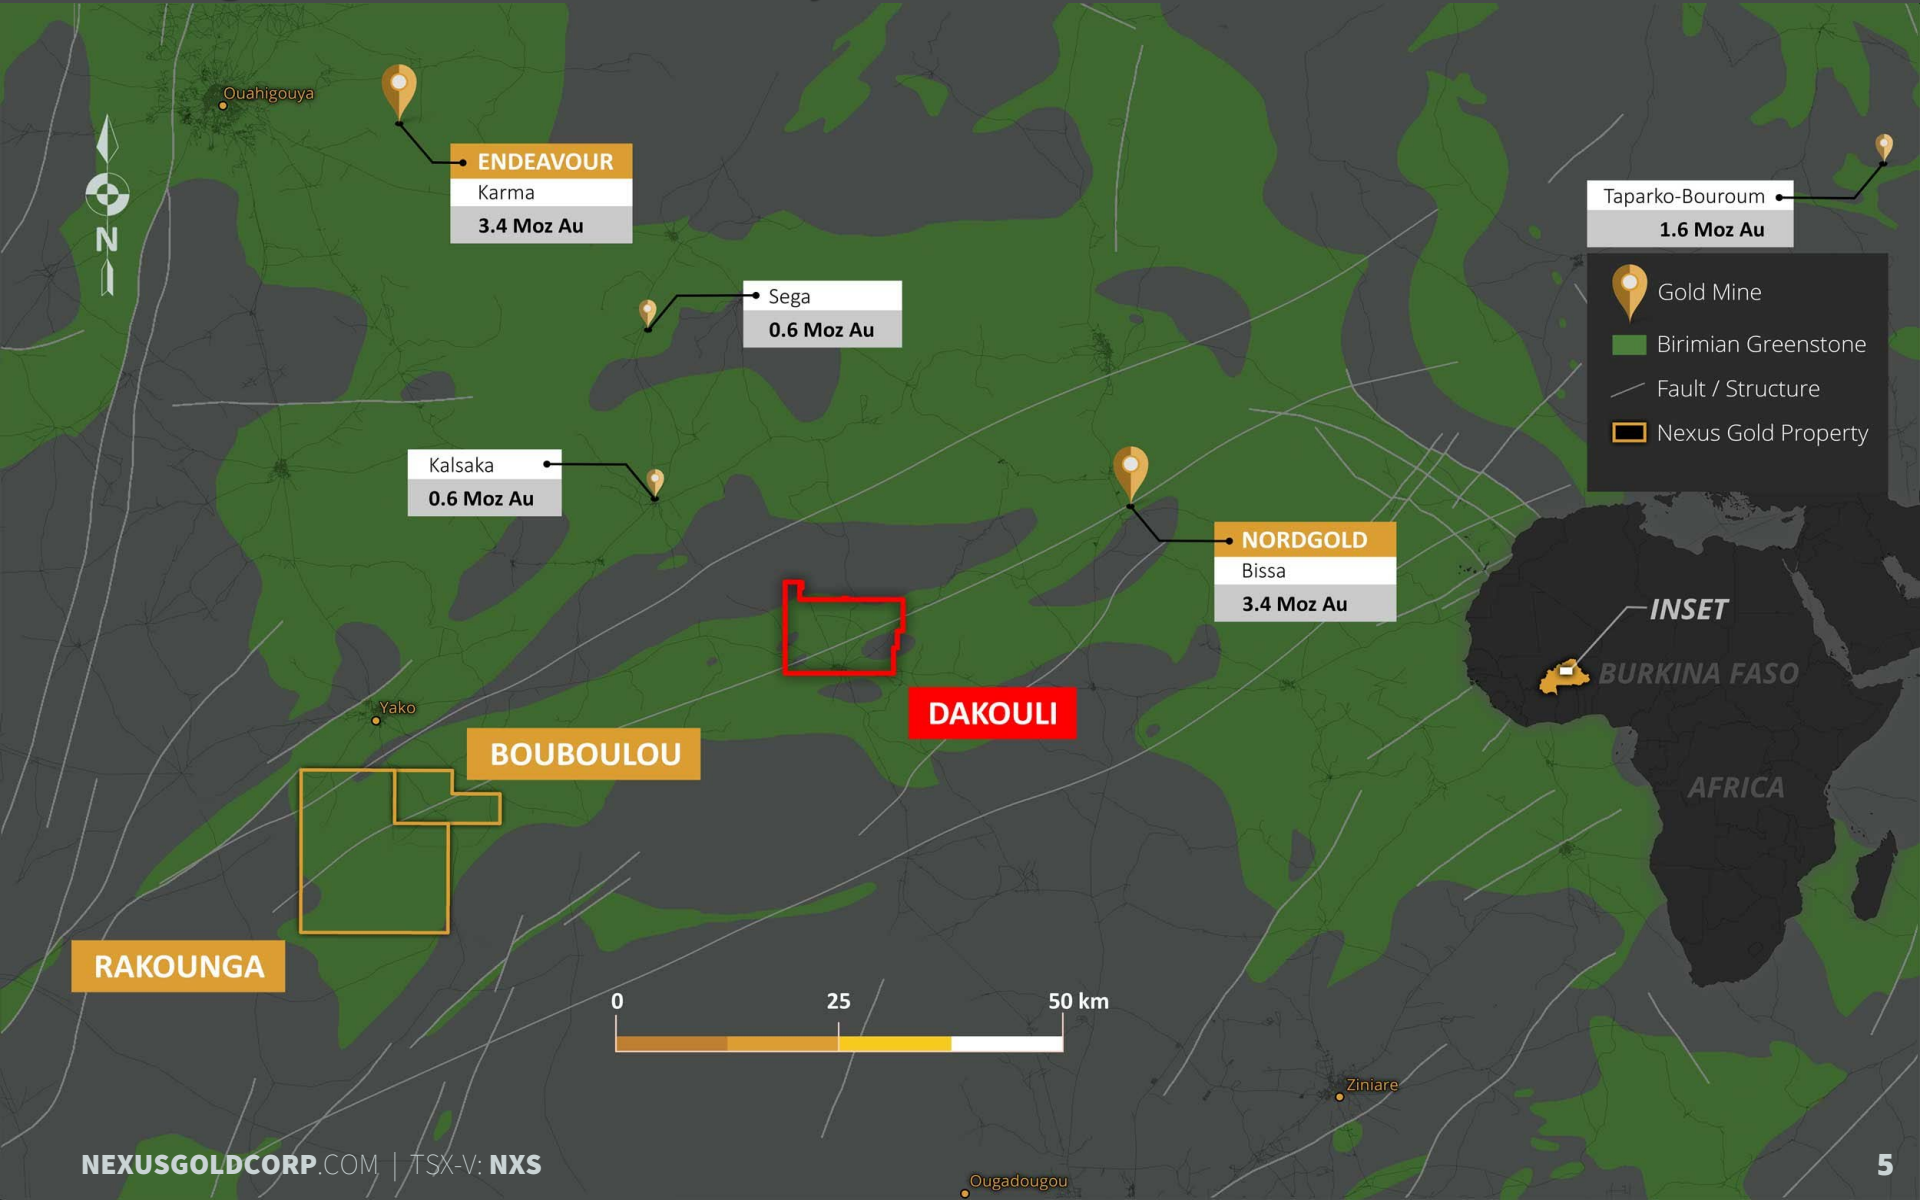 Ouahigouya
ENDEAVOUR
Karma
3.4 Moz Au
N
Taparko-Bouroum
1.6 Moz Au
Sega
0.6 Moz Au
Gold Mine
Birimian Greenstone
Fault / Structure
Nexus Gold Property
Kalsaka
0.6 Moz Au
NORDGOLD
Bissa
3.4 Moz Au
INSET
BURKINA FASO
AFRICA
DAKOULI
Yako
BOUBOULOU
RAKOUNGA
0 25 50 km
Ziniare
Ougadougou
NEXUSGOLDCORP.COM | TSX-V: NXS
5